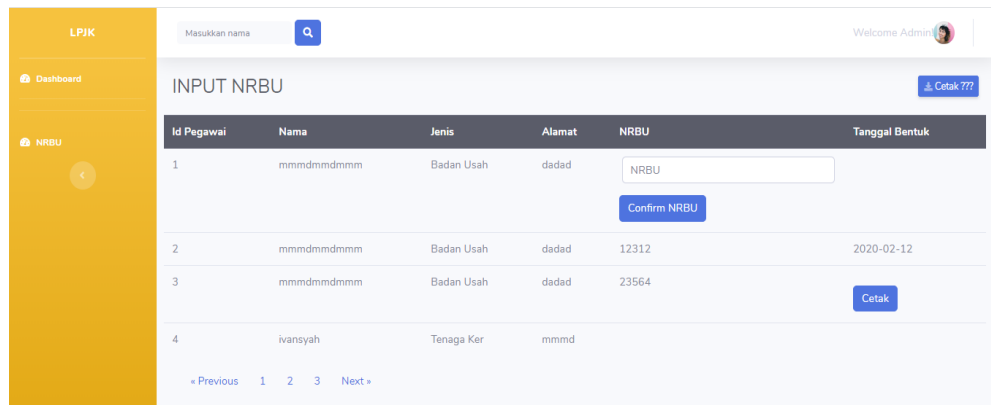 LPJK
Masukkan nama
Welcome Admin!
Dashboard
INPUT NRBU
Cetak ???
NRBU
Id Pegawai Nama Jenis Alamat NRBU Tanggal Bentuk
1 mmmdmmdmmm Badan Usah dadad NRBU
Confirm NRBU
2 mmmdmmdmmm Badan Usah dadad 12312 2020-02-12
3 mmmdmmdmmm Badan Usah dadad 23564
Cetak
4 ivansyah Tenaga Ker mmmd
« Previous 1 2 3 Next »